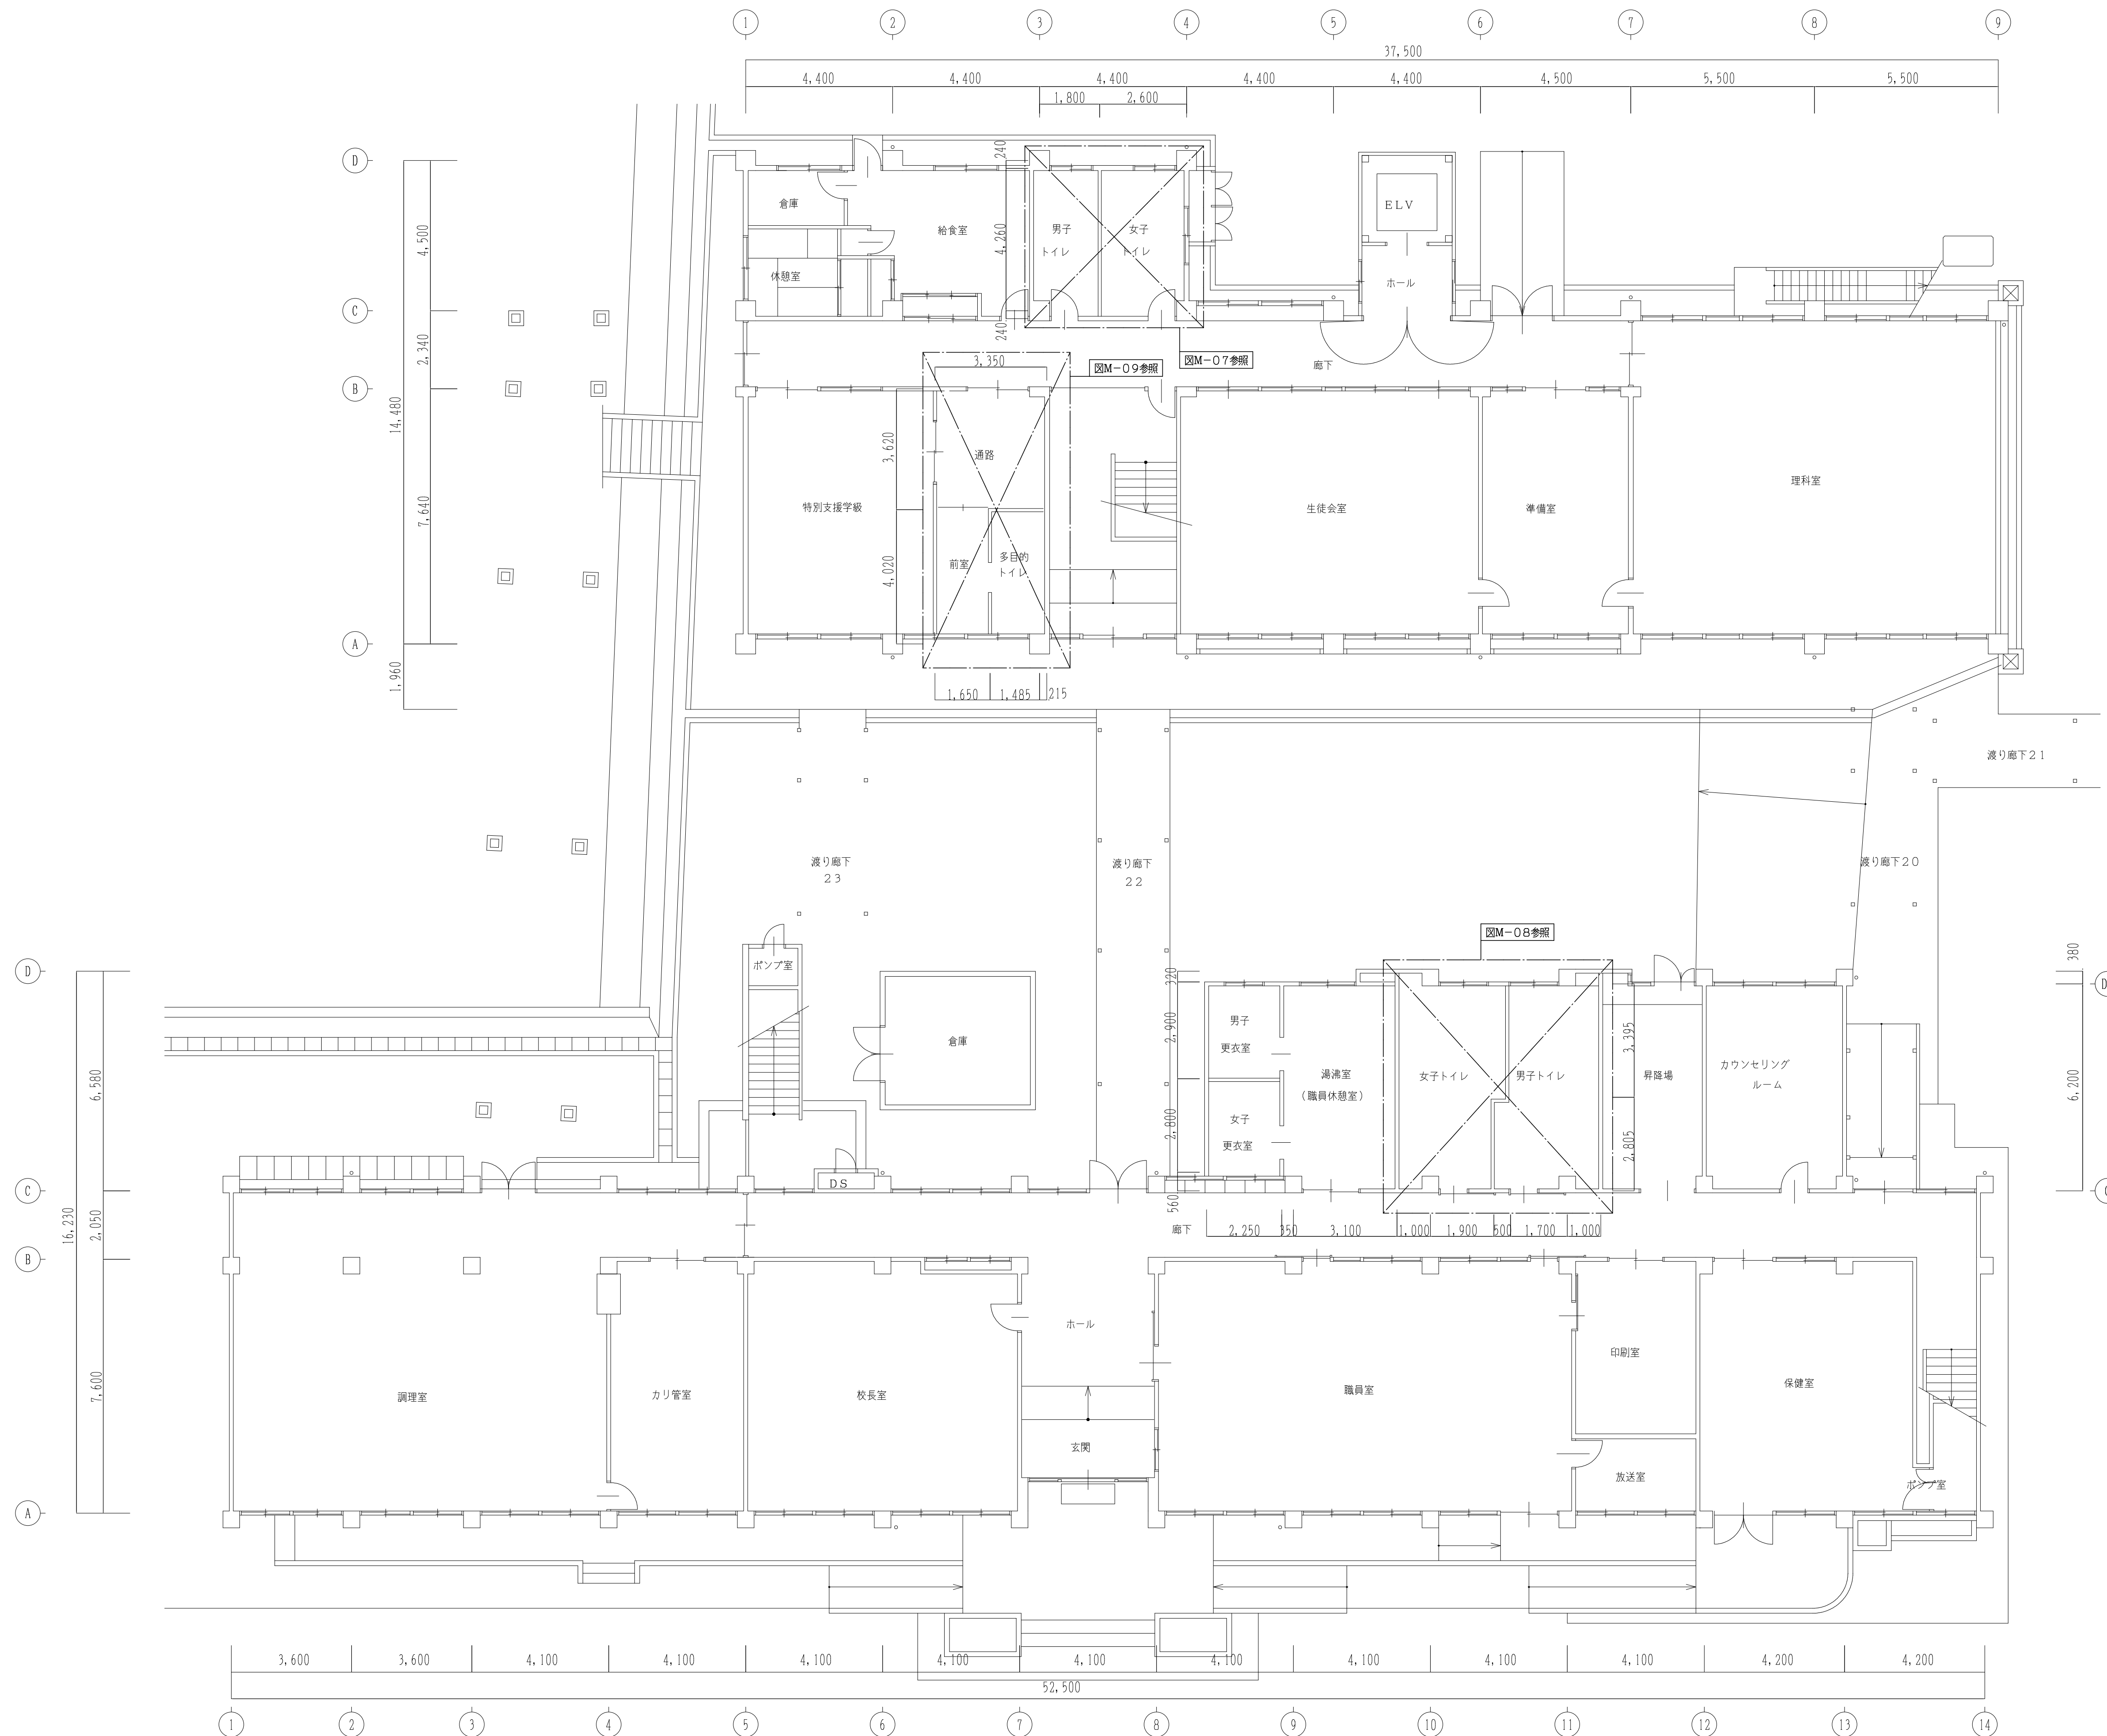 1 2 3 4 5 6 7 8 9
37,500
4,400 4,400 4,400 4,400 4,400 4,500 5,500 5,500
1,800 2,600
D
C
B
A
4,500
2,340
14,480
7,640
1,960
240
4,260
240
倉庫
給食室
男子
トイレ
女子
トイレ
休憩室
ELV
ホール
図M-07参照
図M-09参照
3,350
廊下
3,620
4,020
通路
特別支援学級
前室
多目的
トイレ
生徒会室
準備室
理科室
1,650 1,485 215
渡り廊下21
渡り廊下
23
渡り廊下
22
渡り廊下20
図M-08参照
D
C
B
A
6,580
2,050
16,230
7,600
ポンプ室
倉庫
DS
320
2,900
2,800
560
男子
更衣室
女子
更衣室
湯沸室
(職員休憩室)
女子トイレ
男子トイレ
3,395
2,805
昇降場
カウンセリング
ルーム
380
6,200
D
C
廊下
2,250 350 3,100 1,000 1,900 500 1,700 1,000
調理室
カリ管室
校長室
ホール
玄関
職員室
印刷室
放送室
保健室
ポンプ室
3,600 3,600 4,100 4,100 4,100 4,100 4,100 4,100 4,100 4,100 4,100 4,200 4,200
52,500
1 2 3 4 5 6 7 8 9 10 11 12 13 14